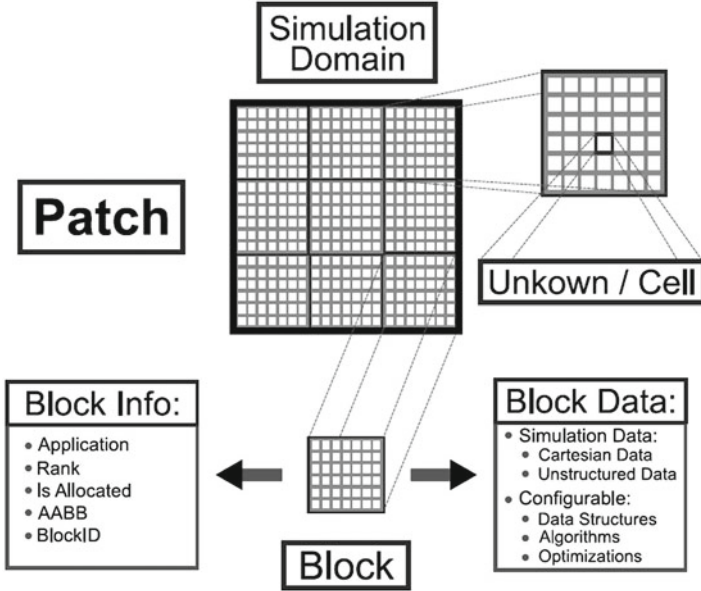 Simulation
Domain
Patch
Unkown / Cell
Block Info:
• Application
• Rank
• Is Allocated
• AABB
• BlockID
Block
Block Data:
• Simulation Data:
• Cartesian Data
• Unstructured Data
• Configurable:
• Data Structures
• Algorithms
• Optimizations